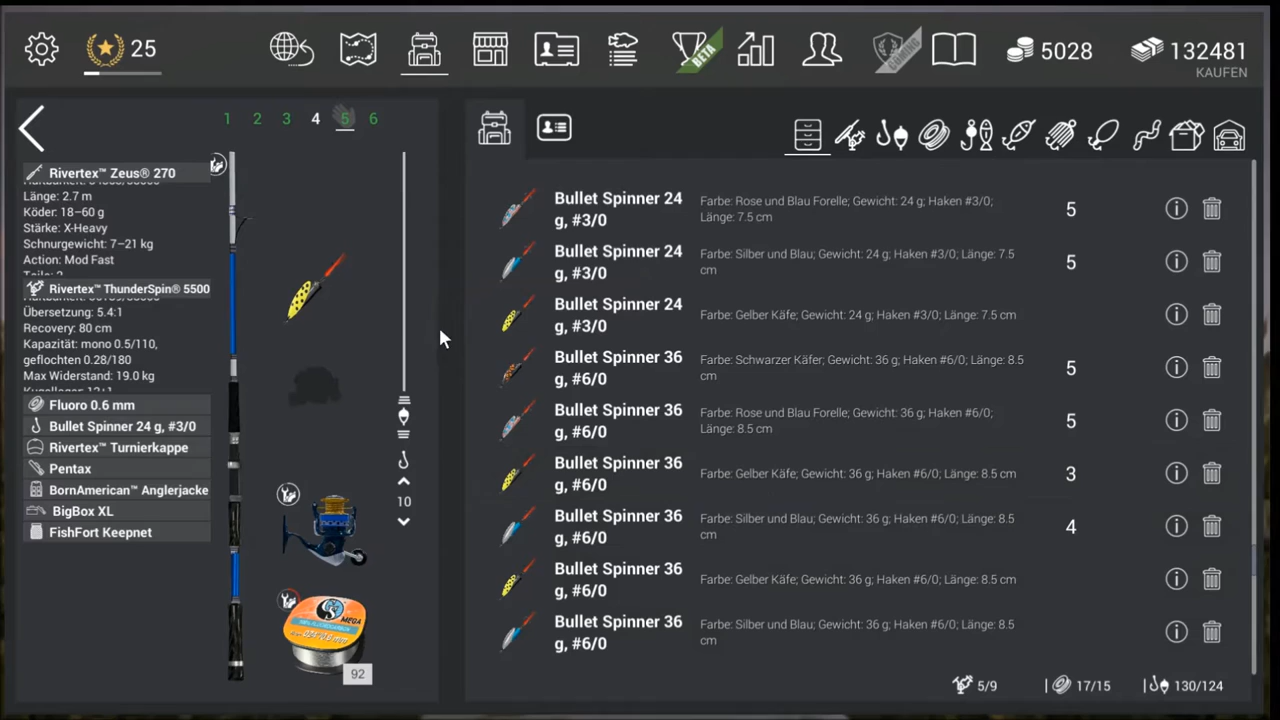 25
BETA
COMING
5028
132481
KAUFEN
1 2 3 4 5 6
Rivertex™ Zeus® 270
Länge: 2.7 m
Köder: 18–60 g
Stärke: X-Heavy
Schnurgewicht: 7–21 kg
Action: Mod Fast
Teile: 2
Rivertex™ ThunderSpin® 5500
Übersetzung: 5.4:1
Recovery: 80 cm
Kapazität: mono 0.5/110,
geflochten 0.28/180
Max Widerstand: 19.0 kg
Fluoro 0.6 mm
Bullet Spinner 24 g, #3/0
Rivertex™ Turnierkappe
Pentax
BornAmerican™ Anglerjacke
BigBox XL
FishFort Keepnet
10
MEGA
92
Bullet Spinner 24
g, #3/0
Farbe: Rose und Blau Forelle; Gewicht: 24 g; Haken #3/0;
Länge: 7.5 cm
5
Bullet Spinner 24
g, #3/0
Farbe: Silber und Blau; Gewicht: 24 g; Haken #3/0; Länge: 7.5
cm
5
Bullet Spinner 24
g, #3/0
Farbe: Gelber Käfe; Gewicht: 24 g; Haken #3/0; Länge: 7.5 cm
Bullet Spinner 36
g, #6/0
Farbe: Schwarzer Käfer; Gewicht: 36 g; Haken #6/0; Länge: 8.5
cm
5
Bullet Spinner 36
g, #6/0
Farbe: Rose und Blau Forelle; Gewicht: 36 g; Haken #6/0;
Länge: 8.5 cm
5
Bullet Spinner 36
g, #6/0
Farbe: Gelber Käfe; Gewicht: 36 g; Haken #6/0; Länge: 8.5 cm
3
Bullet Spinner 36
g, #6/0
Farbe: Silber und Blau; Gewicht: 36 g; Haken #6/0; Länge: 8.5
cm
4
Bullet Spinner 36
g, #6/0
Farbe: Gelber Käfe; Gewicht: 36 g; Haken #6/0; Länge: 8.5 cm
Bullet Spinner 36
g, #6/0
Farbe: Silber und Blau; Gewicht: 36 g; Haken #6/0; Länge: 8.5
cm
5/9 | 17/15 | 130/124